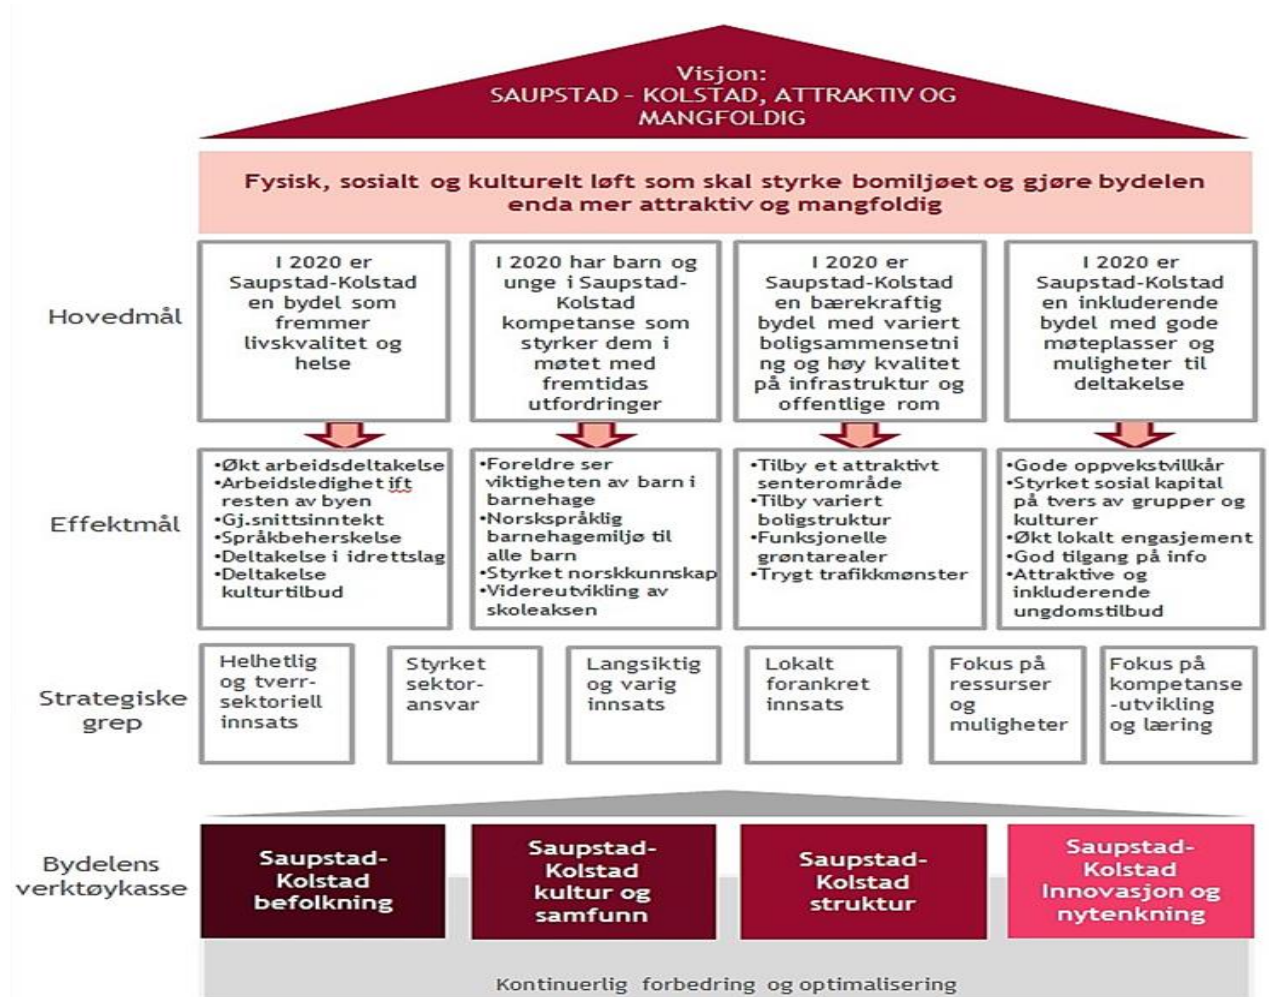 Visjon:
SAUPSTAD - KOLSTAD, ATTRAKTIV OG
MANGFOLDIG
Fysisk, sosialt og kulturelt løft som skal styrke bomiljøet og gjøre bydelen
enda mer attraktiv og mangfoldig
Hovedmål
I 2020 er
Saupstad-Kolstad
en bydel som
fremmer
livskvalitet og
helse
I 2020 har barn og
unge i Saupstad-
Kolstad
kompetanse som
styrker dem i
møtet med
fremtidas
utfordringer
I 2020 er
Saupstad-Kolstad
en bærekraftig
bydel med variert
boligsammensetni
ng og høy kvalitet
på infrastruktur og
offentlige rom
I 2020 er
Saupstad-Kolstad
en inkluderende
bydel med gode
møteplasser og
muligheter til
deltakelse
Effektmål
•Økt arbeidsdeltakelse
•Arbeidsledighet ift
resten av byen
•Gj.snittsinntekt
•Språkbeherskelse
•Deltakelse i idrettslag
•Deltakelse
kulturtilbud
•Foreldre ser
viktigheten av barn i
barnehage
•Norskspråklig
barnehagemiljø til
alle barn
•Styrket norskkunnskap
•Videreutvikling av
skoleaksen
•Tilby et attraktivt
senterområde
•Tilby variert
boligstruktur
•Funksjonelle
grøntarealer
•Trygt trafikkmønster
•Gode oppvekstvillkår
•Styrket sosial kapital
på tvers av grupper og
kulturer
•Økt lokalt engasjement
•God tilgang på info
•Attraktive og
inkluderende
ungdomstilbud
Strategiske
grep
Helhetlig
og tverr-
sektoriell
innsats
Styrket
sektor-
ansvar
Langsiktig
og varig
innsats
Lokalt
forankret
innsats
Fokus på
ressurser
og
muligheter
Fokus på
kompetanse
-utvikling
og læring
Bydelens
verktøykasse
Saupstad-
Kolstad
befolkning
Saupstad-
Kolstad
kultur og
samfunn
Saupstad-
Kolstad
struktur
Saupstad-
Kolstad
Innovasjon og
nytenkning
Kontinuerlig forbedring og optimalisering